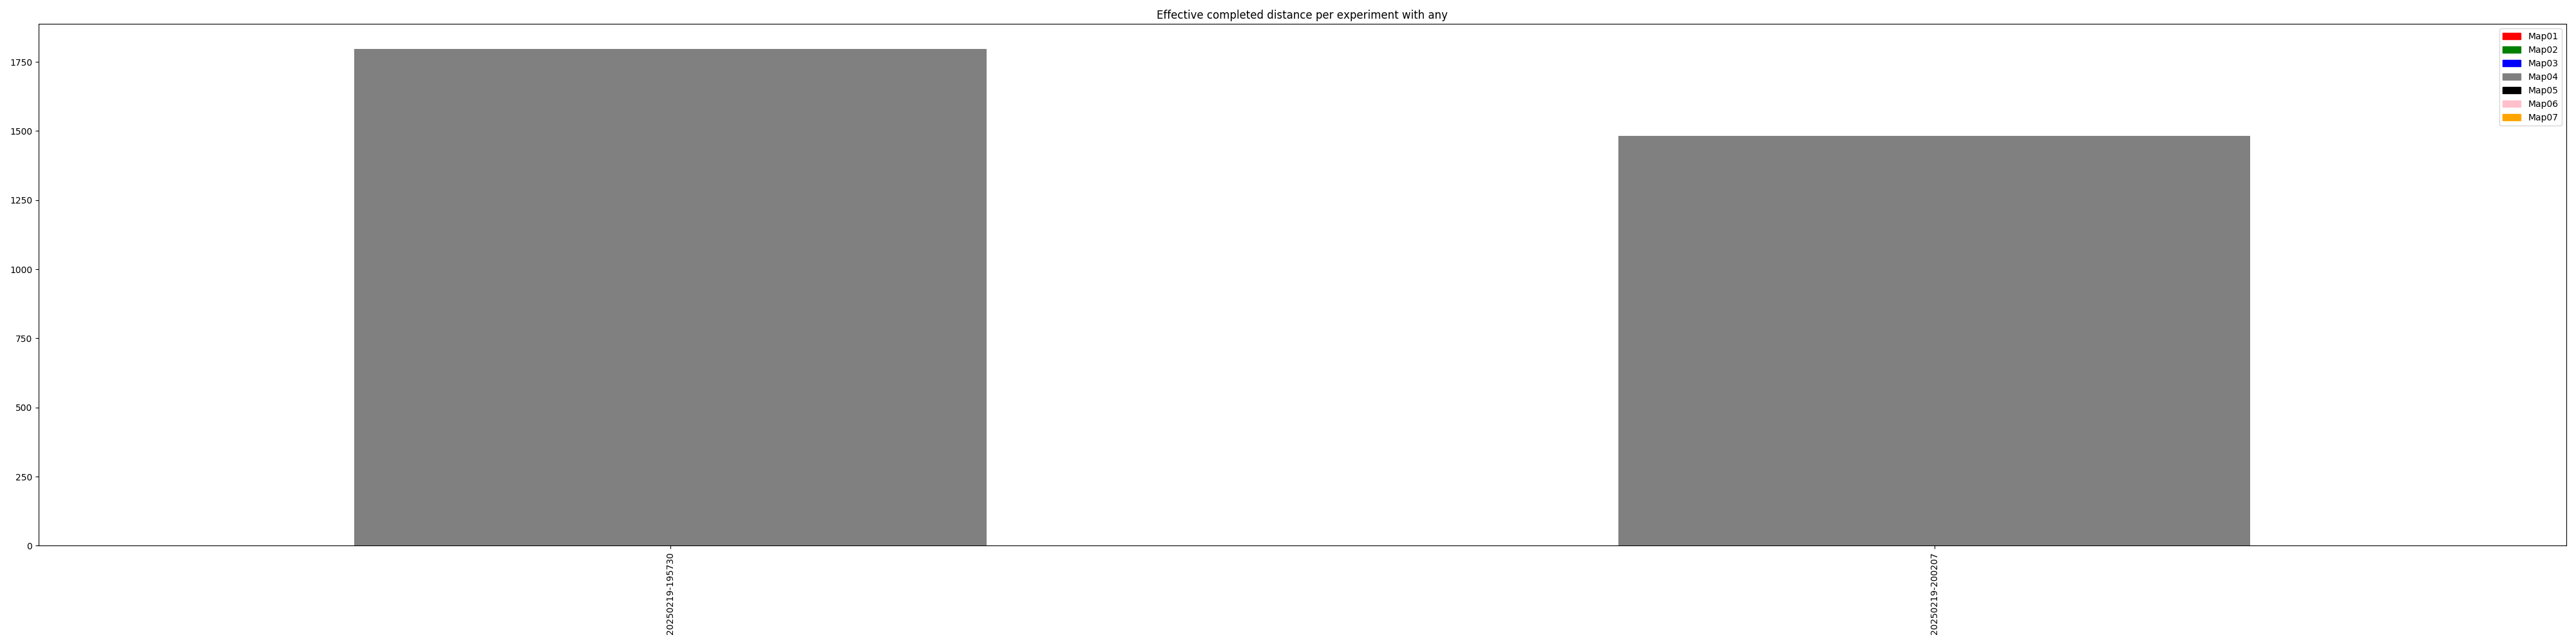 Effective completed distance per experiment with any
Map01
Map02
Map03
Map04
Map05
Map06
Map07
1750
1500
1250
1000
750
500
250
0
20250219-195730
20250219-200207